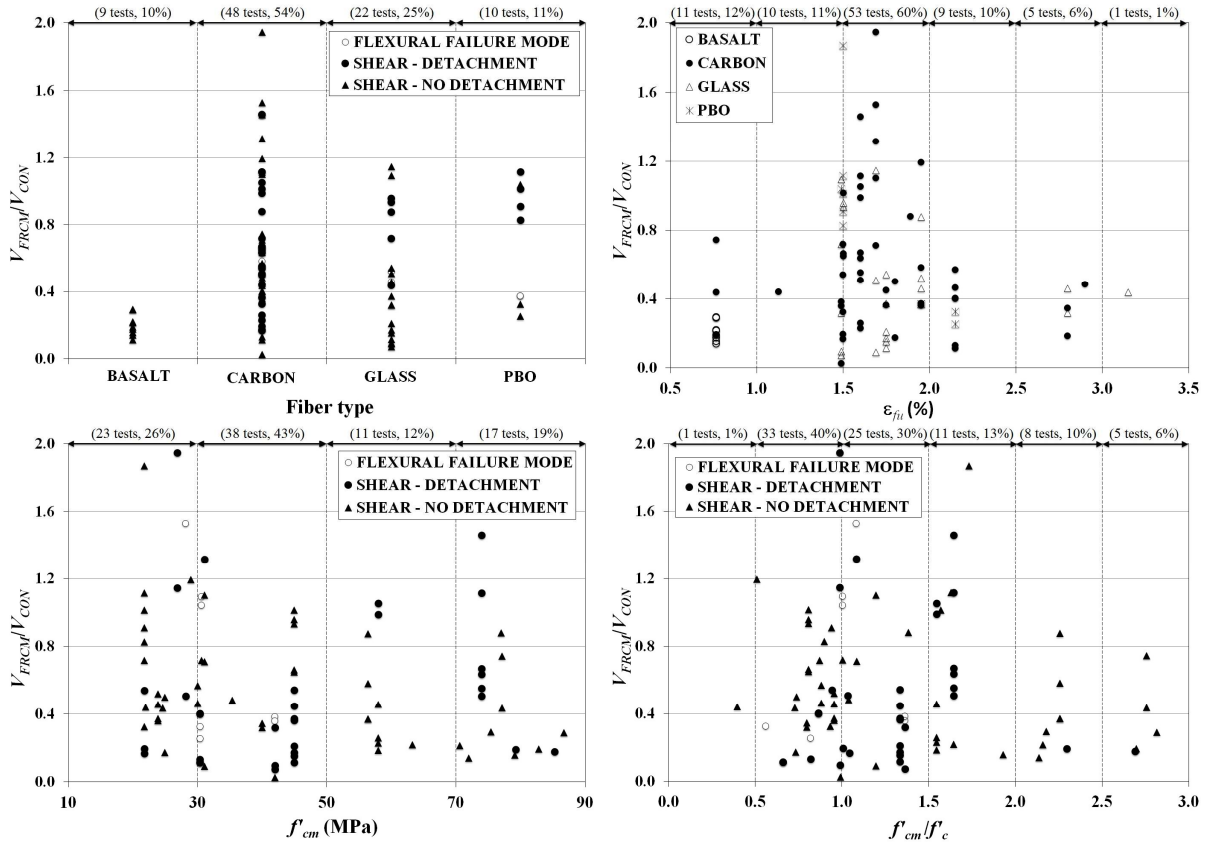 (9 tests, 10%) (48 tests, 54%) (22 tests, 25%) (10 tests, 11%)
2.0
1.6
1.2
0.8
0.4
0.0
V_FRCM/V_CON
FLEXURAL FAILURE MODE
SHEAR - DETACHMENT
SHEAR - NO DETACHMENT
BASALT CARBON GLASS PBO
Fiber type
(11 tests, 12%) (10 tests, 11%) (53 tests, 60%) (9 tests, 10%) (5 tests, 6%) (1 tests, 1%)
2.0
1.6
1.2
0.8
0.4
0.0
V_FRCM/V_CON
BASALT
CARBON
GLASS
PBO
0.5 1.0 1.5 2.0 2.5 3.0 3.5
ε_fu (%)
(23 tests, 26%) (38 tests, 43%) (11 tests, 12%) (17 tests, 19%)
2.0
1.6
1.2
0.8
0.4
0.0
V_FRCM/V_CON
FLEXURAL FAILURE MODE
SHEAR - DETACHMENT
SHEAR - NO DETACHMENT
10 30 50 70 90
f'_cm (MPa)
(1 tests, 1%) (33 tests, 40%) (25 tests, 30%) (11 tests, 13%) (8 tests, 10%) (5 tests, 6%)
2.0
1.6
1.2
0.8
0.4
0.0
V_FRCM/V_CON
FLEXURAL FAILURE MODE
SHEAR - DETACHMENT
SHEAR - NO DETACHMENT
0.0 0.5 1.0 1.5 2.0 2.5 3.0
f'_cm/f'_c